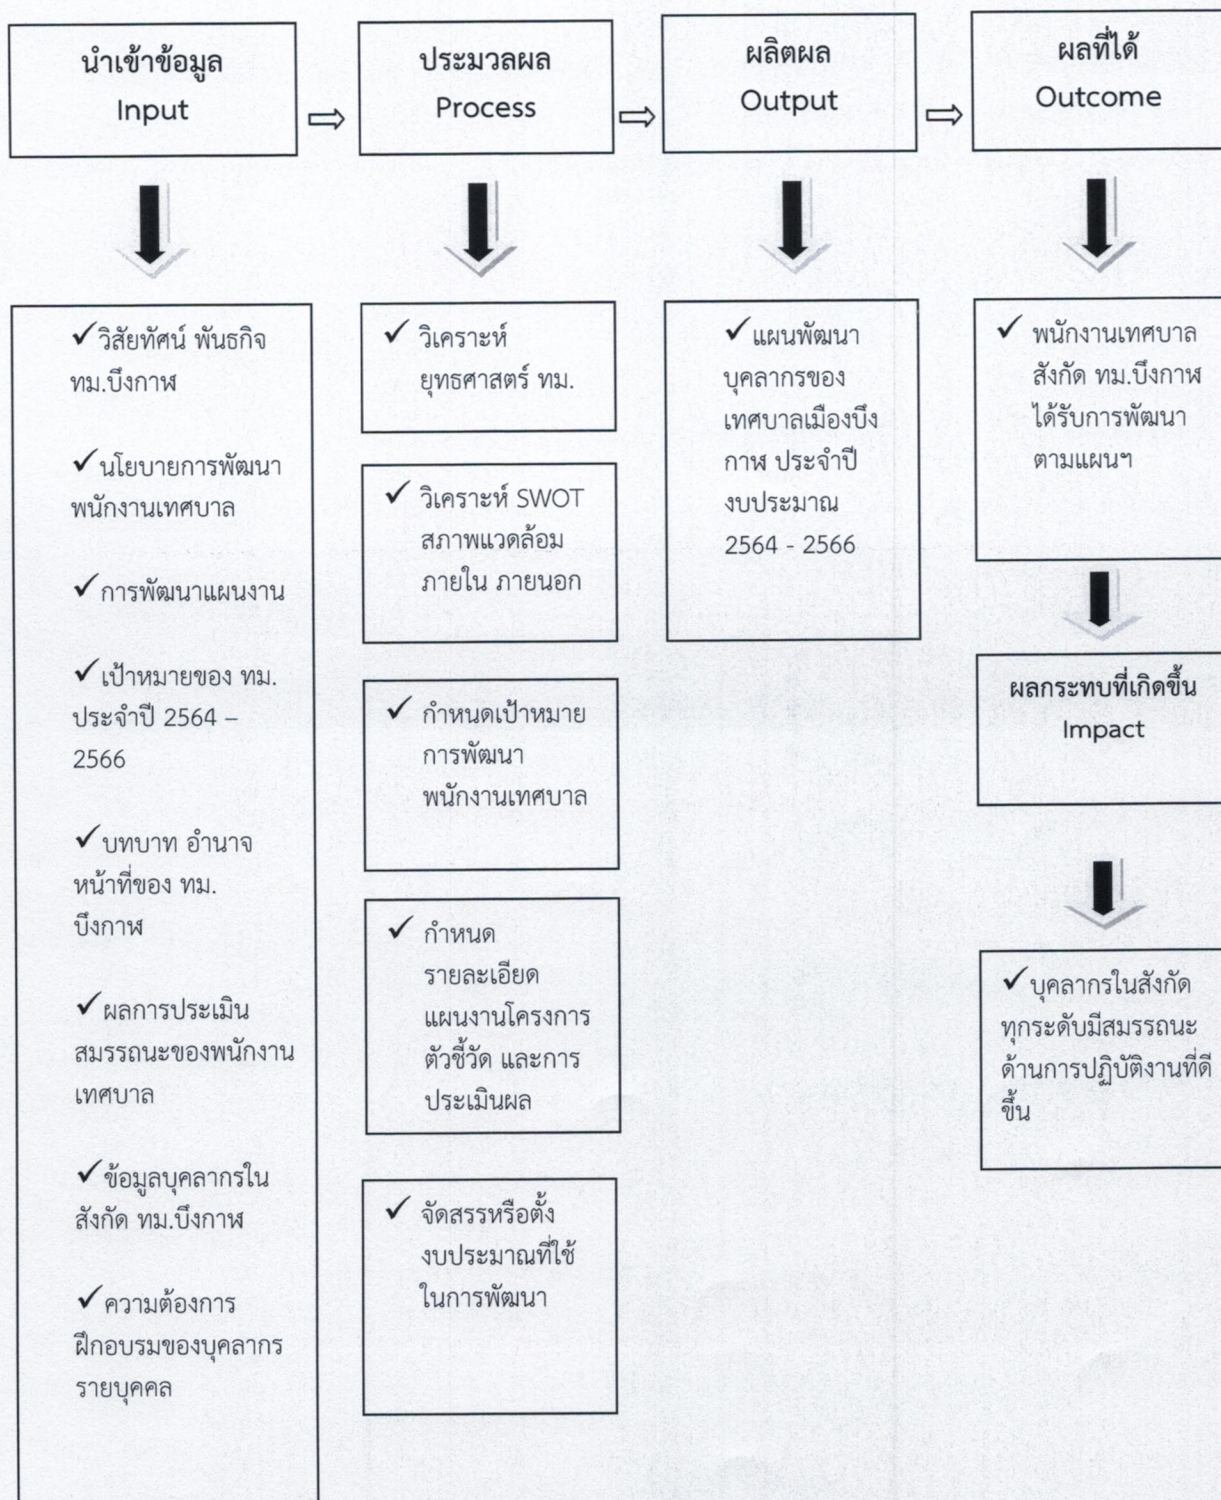 นำเข้าข้อมูล
Input
ประมวลผล
Process
ผลิตผล
Output
ผลที่ได้
Outcome
✓วิสัยทัศน์ พันธกิจ
ทม.บึงกาฬ
✓นโยบายการพัฒนา
พนักงานเทศบาล
✓การพัฒนาแผนงาน
✓เป้าหมายของ ทม.
ประจำปี 2564 –
2566
✓บทบาท อำนาจ
หน้าที่ของ ทม.
บึงกาฬ
✓ผลการประเมิน
สมรรถนะของพนักงาน
เทศบาล
✓ข้อมูลบุคลากรใน
สังกัด ทม.บึงกาฬ
✓ความต้องการ
ฝึกอบรมของบุคลากร
รายบุคคล
✓ วิเคราะห์
ยุทธศาสตร์ ทม.
✓ วิเคราะห์ SWOT
สภาพแวดล้อม
ภายใน ภายนอก
✓ กำหนดเป้าหมาย
การพัฒนา
พนักงานเทศบาล
✓ กำหนด
รายละเอียด
แผนงานโครงการ
ตัวชี้วัด และการ
ประเมินผล
✓ จัดสรรหรือตั้ง
งบประมาณที่ใช้
ในการพัฒนา
✓แผนพัฒนา
บุคลากรของ
เทศบาลเมืองบึง
กาฬ ประจำปี
งบประมาณ
2564 - 2566
✓ พนักงานเทศบาล
สังกัด ทม.บึงกาฬ
ได้รับการพัฒนา
ตามแผนฯ
ผลกระทบที่เกิดขึ้น
Impact
✓บุคลากรในสังกัด
ทุกระดับมีสมรรถนะ
ด้านการปฏิบัติงานที่ดี
ขึ้น